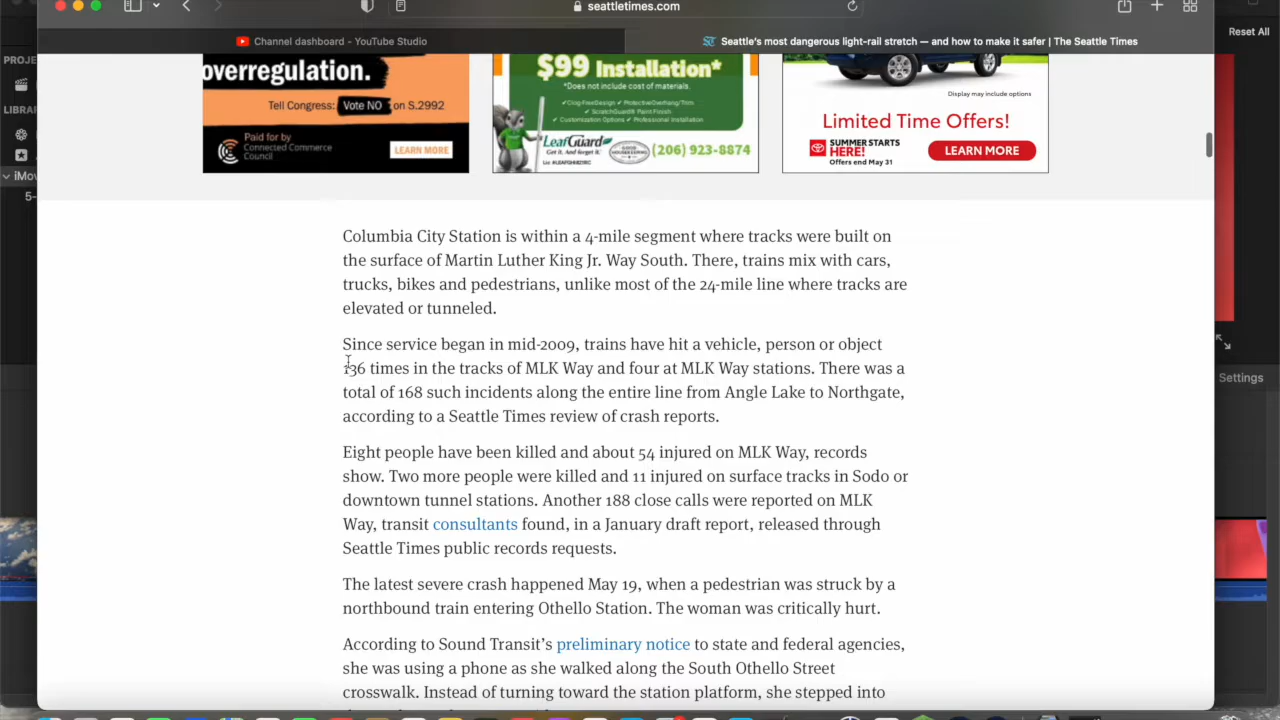 seattletimes.com
Reset All
Channel dashboard - YouTube Studio
Seattle's most dangerous light-rail stretch — and how to make it safer | The Seattle Times
PROJE
LIBRAR
iMov
5-
Settings
overregulation.
Tell Congress: Vote NO on S.2992
Paid for by
Connected Commerce
Council
LEARN MORE
$99 Installation*
*Does not include cost of materials.
✓Clog-Free Design ✓Protective Overhang/Trim
✓ScratchGuard® Paint Finish
✓Customization Options ✓Professional Installation
LeafGuard
Get it. And forget it.
(206) 923-8874
Display may include options
Limited Time Offers!
SUMMER STARTS
HERE!
Offers end May 31
LEARN MORE
Columbia City Station is within a 4-mile segment where tracks were built on
the surface of Martin Luther King Jr. Way South. There, trains mix with cars,
trucks, bikes and pedestrians, unlike most of the 24-mile line where tracks are
elevated or tunneled.
Since service began in mid-2009, trains have hit a vehicle, person or object
136 times in the tracks of MLK Way and four at MLK Way stations. There was a
total of 168 such incidents along the entire line from Angle Lake to Northgate,
according to a Seattle Times review of crash reports.
Eight people have been killed and about 54 injured on MLK Way, records
show. Two more people were killed and 11 injured on surface tracks in Sodo or
downtown tunnel stations. Another 188 close calls were reported on MLK
Way, transit consultants found, in a January draft report, released through
Seattle Times public records requests.
The latest severe crash happened May 19, when a pedestrian was struck by a
northbound train entering Othello Station. The woman was critically hurt.
According to Sound Transit's preliminary notice to state and federal agencies,
she was using a phone as she walked along the South Othello Street
crosswalk. Instead of turning toward the station platform, she stepped into